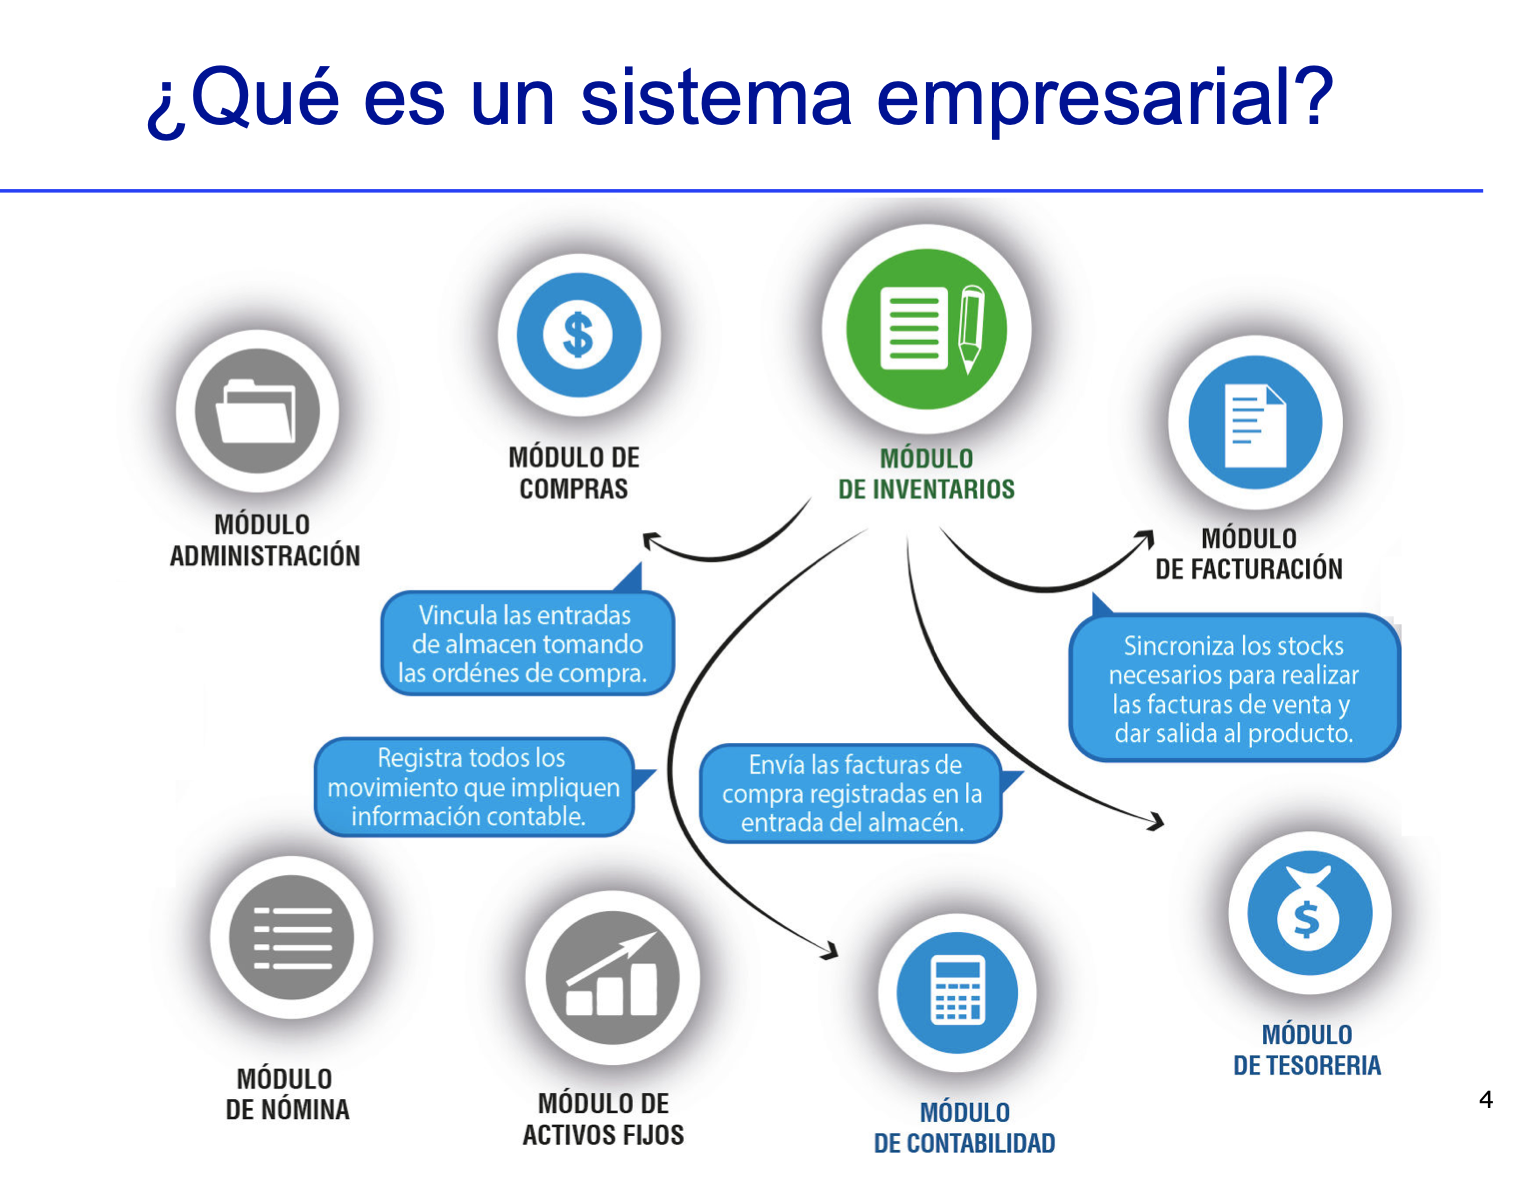 ¿Qué es un sistema empresarial?
MÓDULO
ADMINISTRACIÓN
MÓDULO DE
COMPRAS
MÓDULO
DE INVENTARIOS
MÓDULO
DE FACTURACIÓN
Vincula las entradas
de almacen tomando
las ordénes de compra.
Sincroniza los stocks
necesarios para realizar
las facturas de venta y
dar salida al producto.
Registra todos los
movimiento que impliquen
información contable.
Envía las facturas de
compra registradas en la
entrada del almacén.
MÓDULO
DE NÓMINA
MÓDULO DE
ACTIVOS FIJOS
MÓDULO
DE CONTABILIDAD
MÓDULO
DE TESORERIA
4